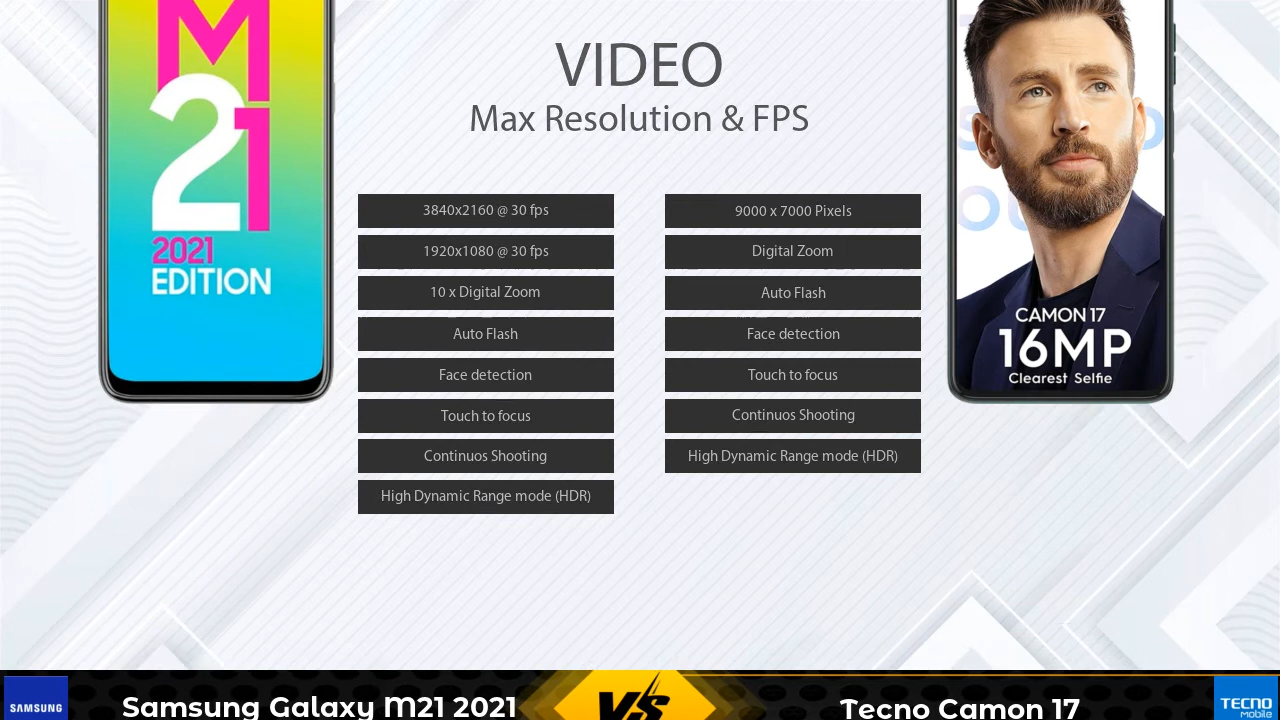 M
21
2021
EDITION
VIDEO
Max Resolution & FPS
3840x2160 @ 30 fps
1920x1080 @ 30 fps
10 x Digital Zoom
Auto Flash
Face detection
Touch to focus
Continuos Shooting
High Dynamic Range mode (HDR)
9000 x 7000 Pixels
Digital Zoom
Auto Flash
Face detection
Touch to focus
Continuos Shooting
High Dynamic Range mode (HDR)
CAMON 17
16MP
Clearest Selfie
SAMSUNG
Samsung Galaxy M21 2021
VS
Tecno Camon 17
TECNO
mobile